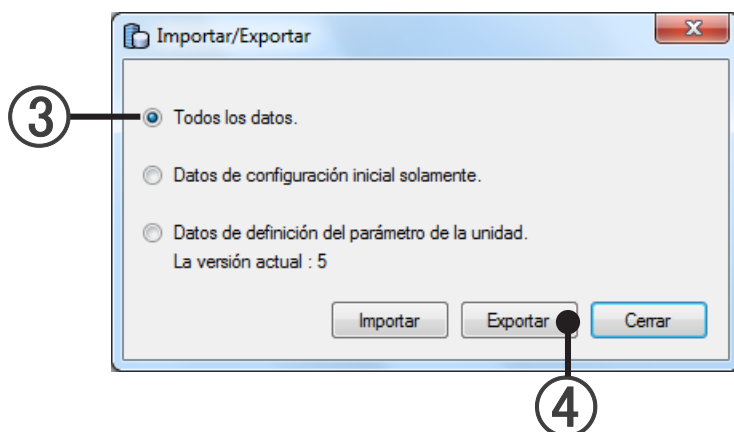 Importar/Exportar
③
Todos los datos.
Datos de configuración inicial solamente.
Datos de definición del parámetro de la unidad.
La versión actual : 5
Importar
Exportar
Cerrar
④